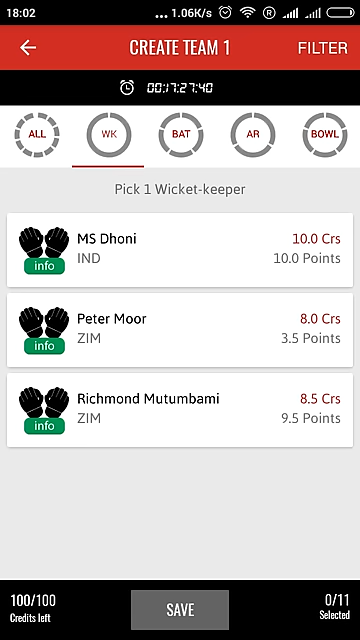 18:02
... 1.06K/s R
CREATE TEAM 1
FILTER
00:17:27:40
ALL
WK
BAT
AR
BOWL
Pick 1 Wicket-keeper
MS Dhoni
10.0 Crs
info
IND
10.0 Points
Peter Moor
8.0 Crs
info
ZIM
3.5 Points
Richmond Mutumbami
8.5 Crs
info
ZIM
9.5 Points
100/100
Credits left
SAVE
0/11
Selected